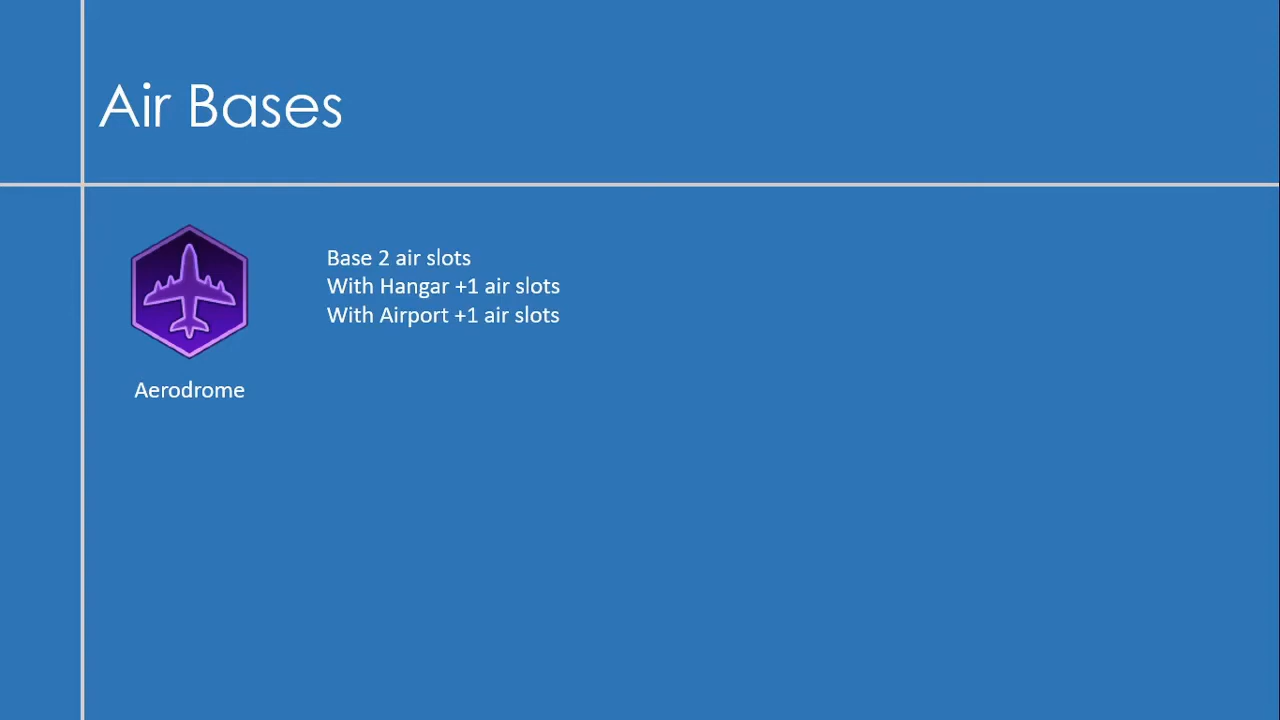 Air Bases
Base 2 air slots
With Hangar +1 air slots
With Airport +1 air slots
Aerodrome